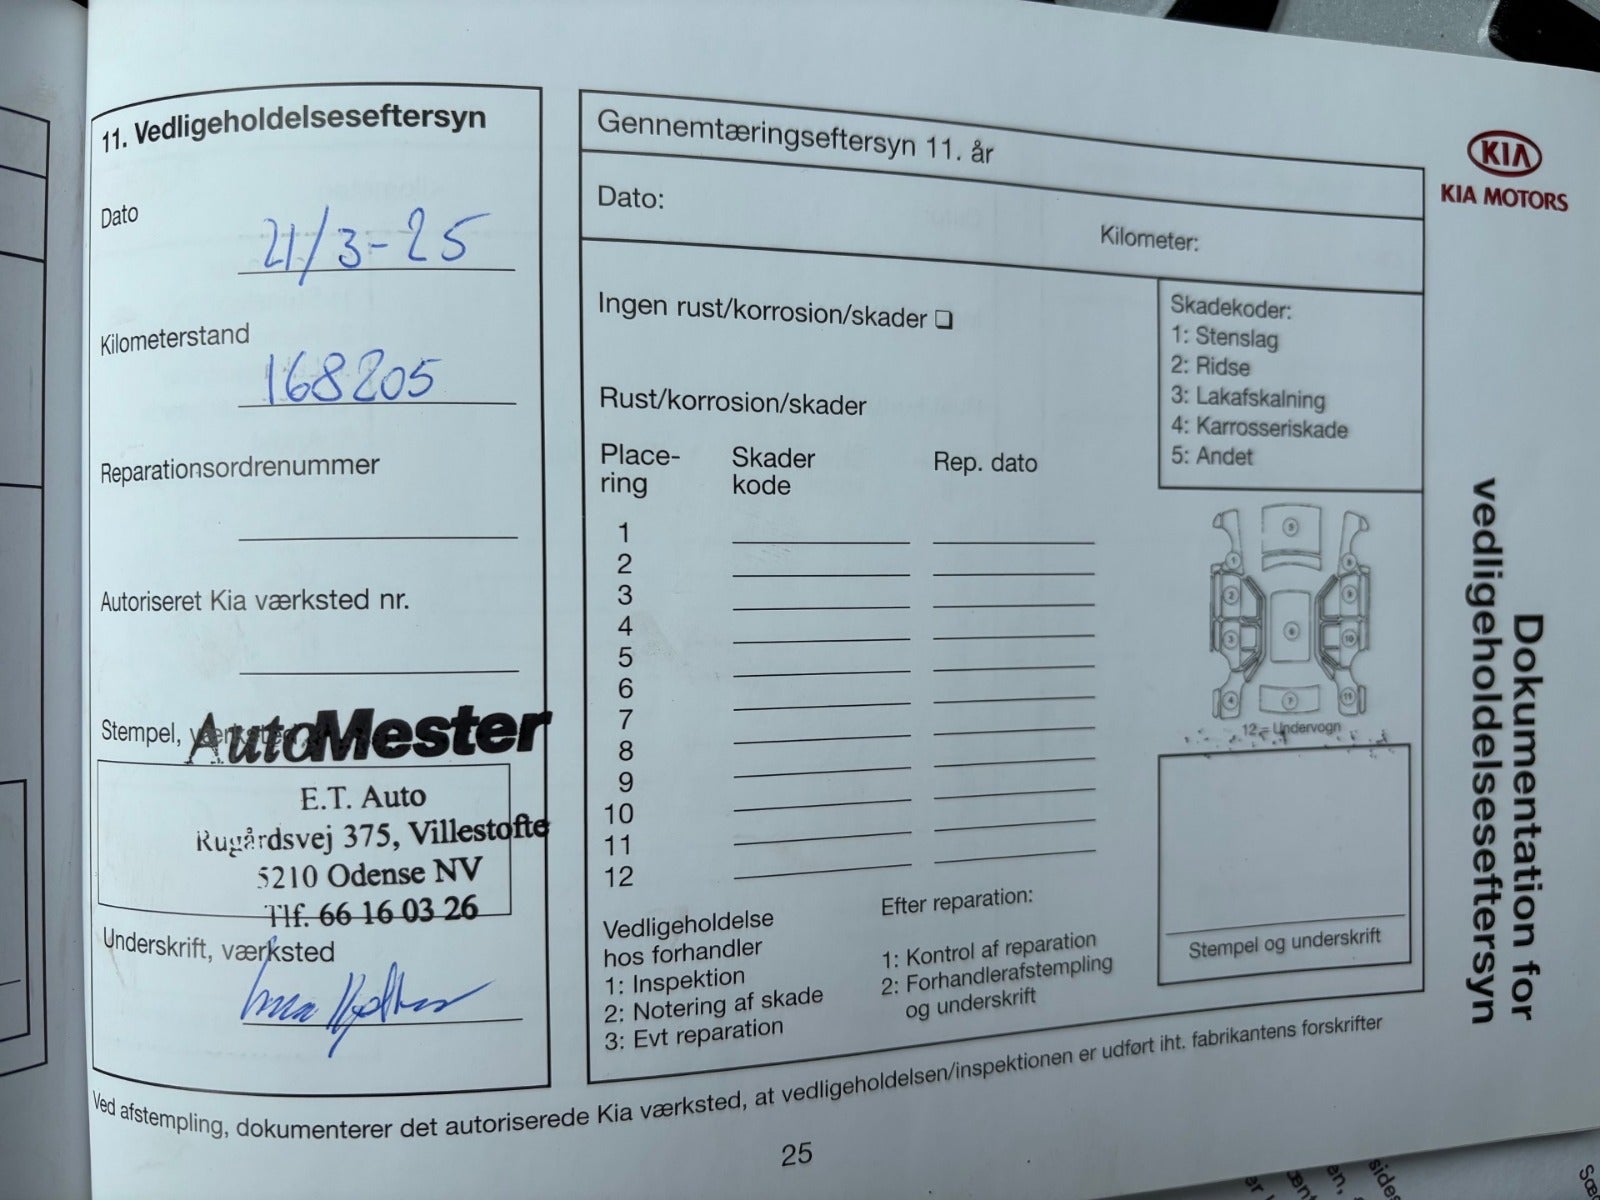 11. Vedligeholdelseseftersyn
Dato
21/3-25
Kilometerstand
168205
Reparationsordrenummer
Autoriseret Kia værksted nr.
Stempel, værksted
AutoMester
E.T. Auto
Rugårdsvej 375, Villestofte
5210 Odense NV
Tlf. 66 16 03 26
Underskrift, værksted
Gennemtæringseftersyn 11. år
Dato:
Kilometer:
Ingen rust/korrosion/skader
Rust/korrosion/skader
Place-
ring
Skader
kode
Rep. dato
1
2
3
4
5
6
7
8
9
10
11
12
Skadekoder:
1: Stenslag
2: Ridse
3: Lakafskalning
4: Karrosseriskade
5: Andet
12 = Undervogn
Vedligeholdelse
hos forhandler
1: Inspektion
2: Notering af skade
3: Evt reparation
Efter reparation:
1: Kontrol af reparation
2: Forhandlerafstempling
og underskrift
Stempel og underskrift
Ved afstempling, dokumenterer det autoriserede Kia værksted, at vedligeholdelsen/inspektionen er udført iht. fabrikantens forskrifter
25
KIA
KIA MOTORS
Dokumentation for
vedligeholdelseseftersyn